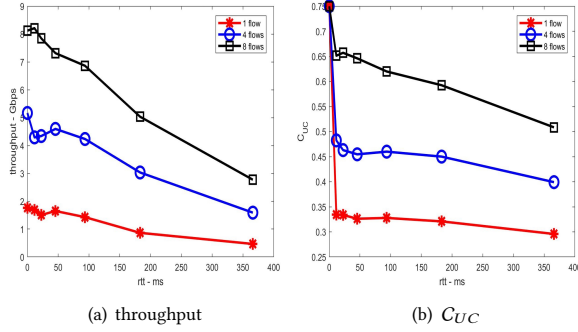 9
8
7
6
5
4
3
2
1
0
throughput - Gbps
1 flow
4 flows
8 flows
0 50 100 150 200 250 300 350 400
rtt - ms
(a) throughput
0.75
0.7
0.65
0.6
0.55
0.5
0.45
0.4
0.35
0.3
0.25
C_UC
1 flow
4 flows
8 flows
0 50 100 150 200 250 300 350 400
rtt - ms
(b) C_UC